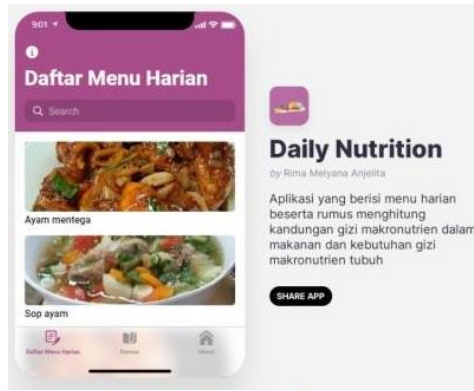 9:01
Daftar Menu Harian
Search
Ayam mentega
Sop ayam
Daftar Menu Harian
Rumus
About
Daily Nutrition
by Rima Melyana Anjelita
Aplikasi yang berisi menu harian
beserta rumus menghitung
kandungan gizi makronutrien dalam
makanan dan kebutuhan gizi
makronutrien tubuh
SHARE APP